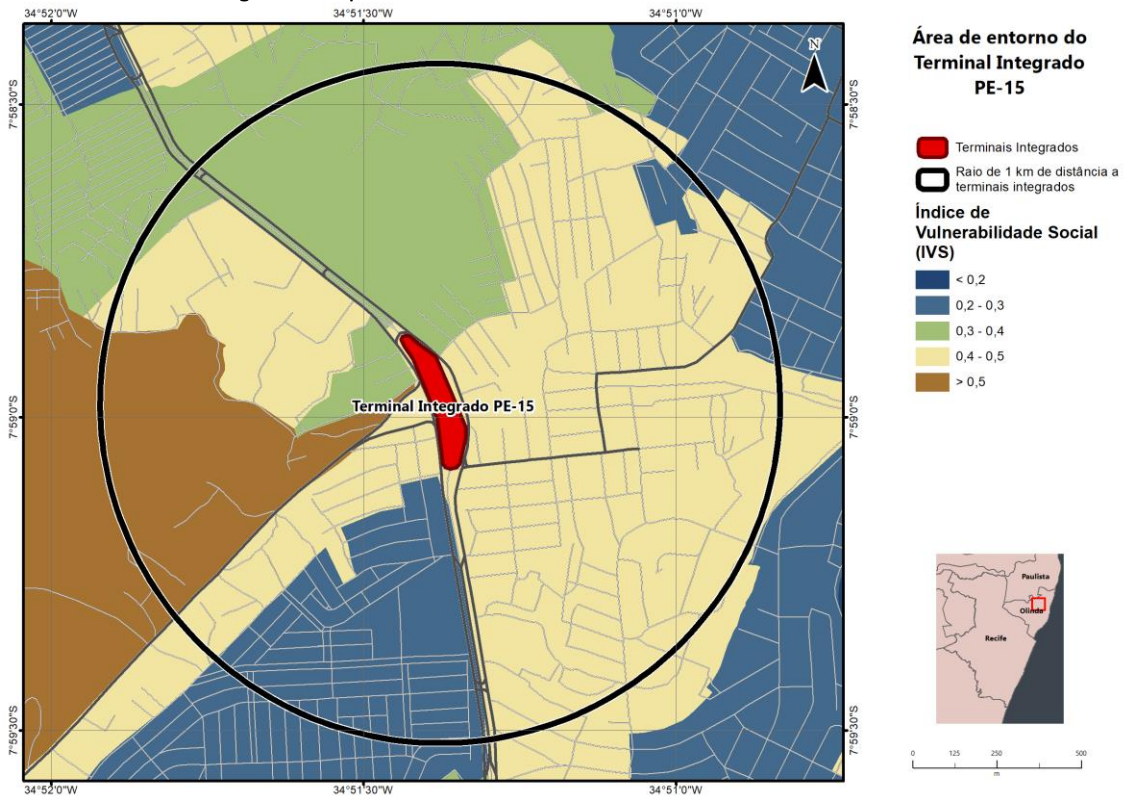 34°52'0"W
34°51'30"W
34°51'0"W
7°58'30"S
7°58'30"S
7°59'0"S
7°59'0"S
7°59'30"S
7°59'30"S
34°52'0"W
34°51'30"W
34°51'0"W
N
Terminal Integrado PE-15
Área de entorno do
Terminal Integrado
PE-15
Terminais Integrados
Raio de 1 km de distância a
terminais integrados
Índice de
Vulnerabilidade Social
(IVS)
< 0,2
0,2 - 0,3
0,3 - 0,4
0,4 - 0,5
> 0,5
Paulista
Olinda
Recife
0 125 250 500
m